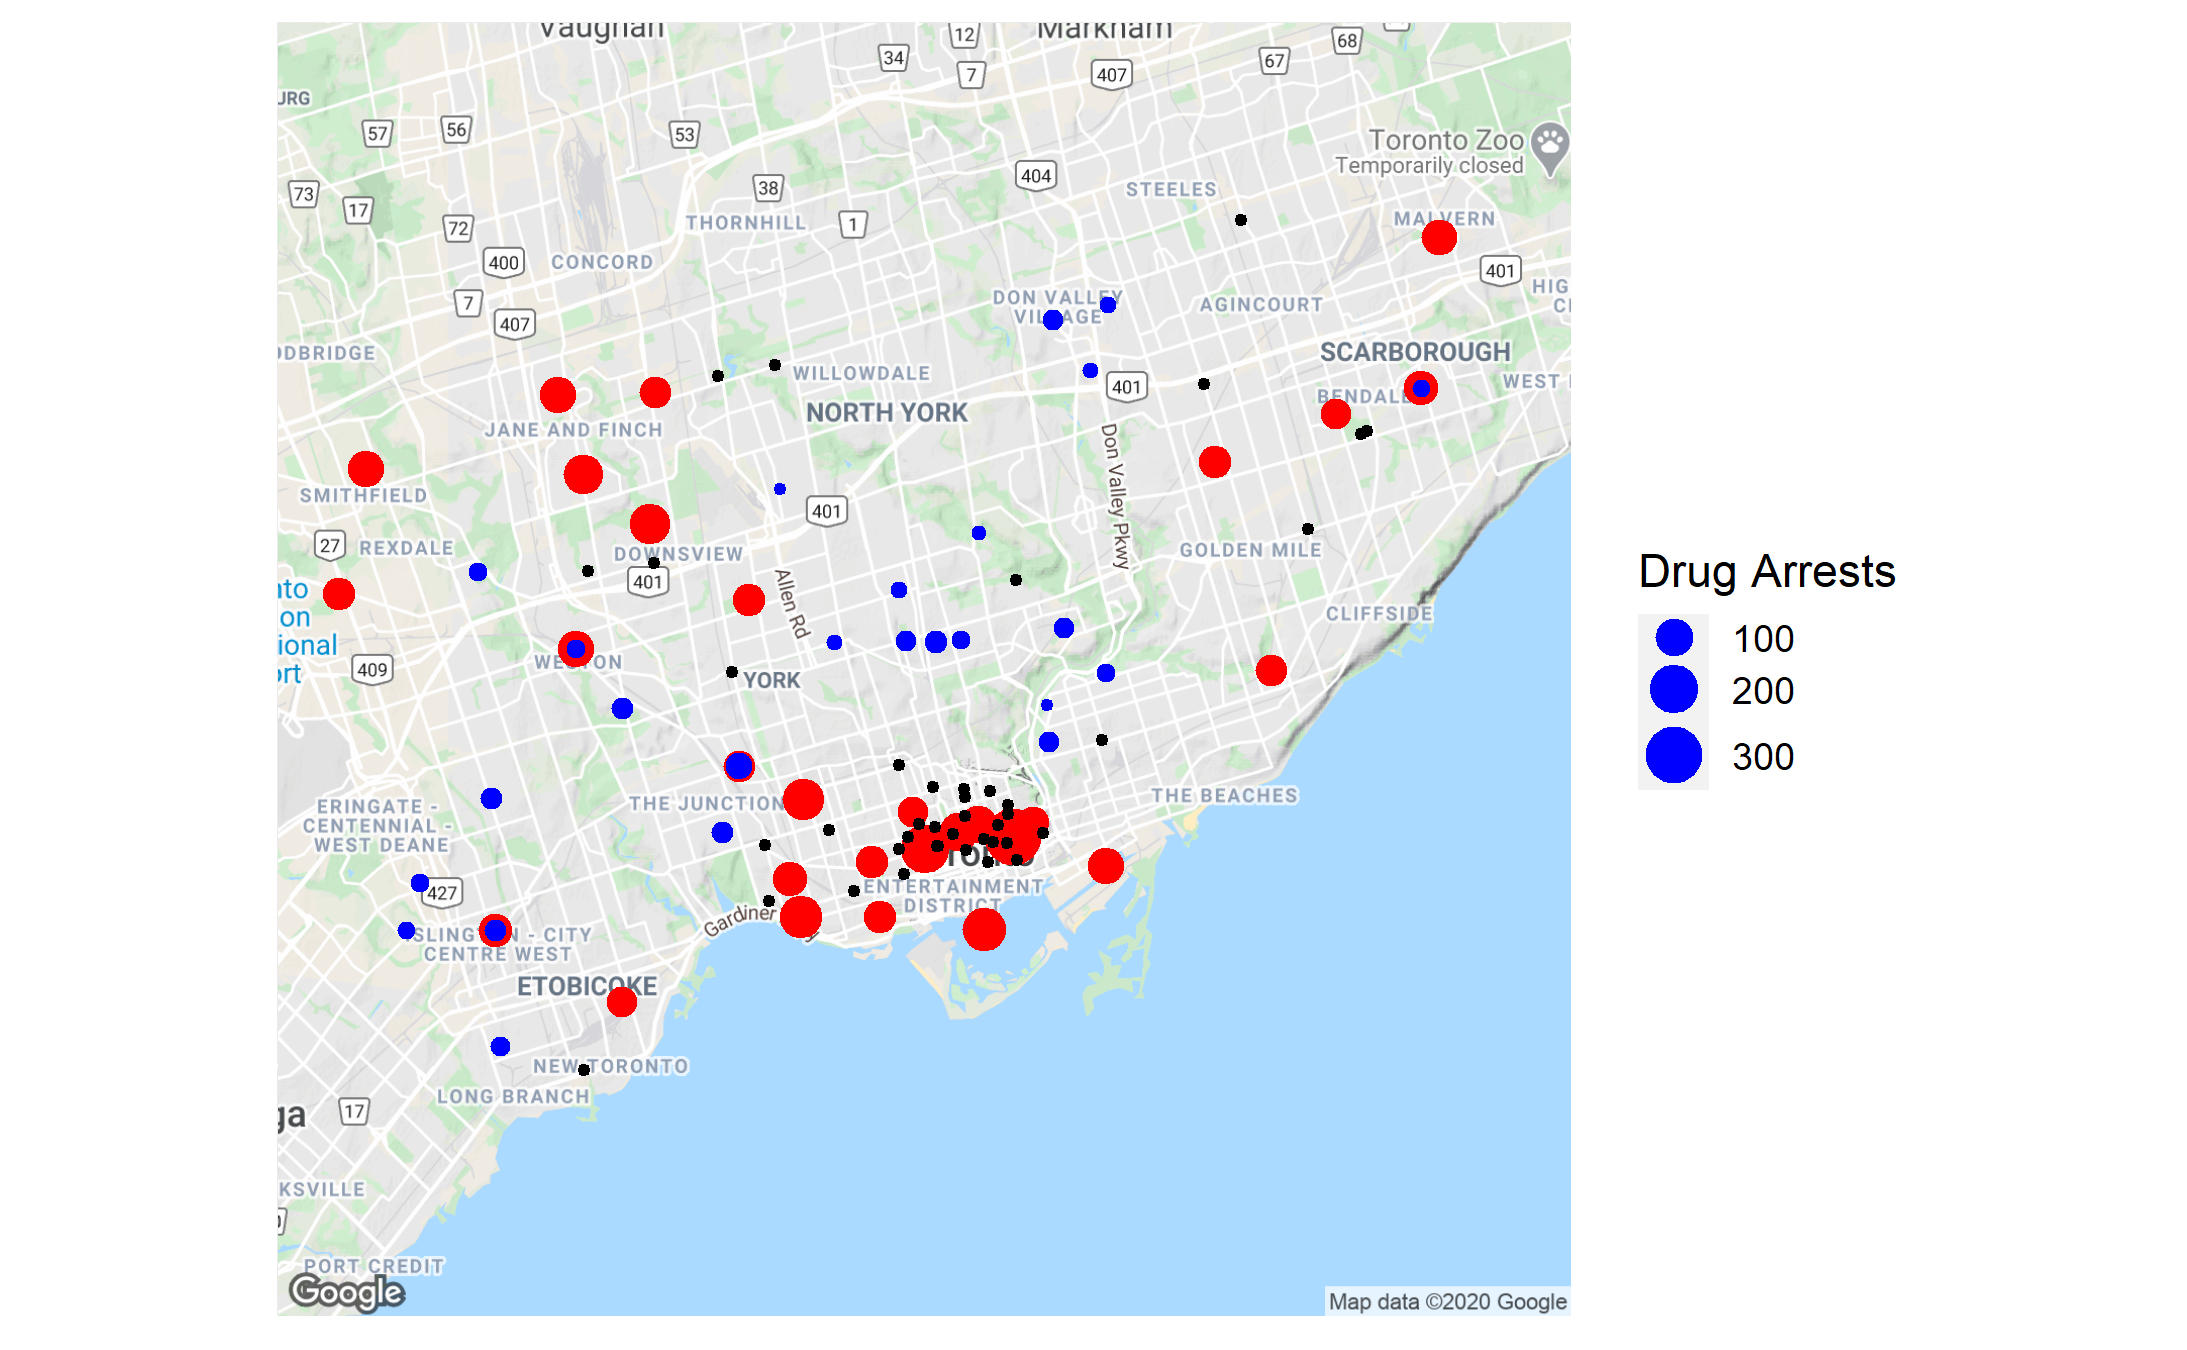 Vaughan
Markham
12
34
68
7
67
407
URG
57
56
53
Toronto Zoo
Temporarily closed
404
73
38
STEELES
17
72
THORNHILL
1
MALVERN
400
CONCORD
401
7
DON VALLEY
VILLAGE
AGINCOURT
HIG
C
407
DBRIDGE
SCARBOROUGH
WILLOWDALE
WEST
401
BENDALE
NORTH YORK
JANE AND FINCH
Don Valley Pkwy
SMITHFIELD
401
27
REXDALE
DOWNSVIEW
GOLDEN MILE
401
Allen Rd
nto
on
ional
rt
CLIFFSIDE
409
WESTON
YORK
THE JUNCTION
THE BEACHES
ERINGATE -
CENTENNIAL -
WEST DEANE
TO
427
ENTERTAINMENT
DISTRICT
Gardiner
ISLINGTON - CITY
CENTRE WEST
ETOBICOKE
NEW TORONTO
LONG BRANCH
17
ga
KSVILLE
PORT CREDIT
Google
Map data ©2020 Google
Drug Arrests
100
200
300